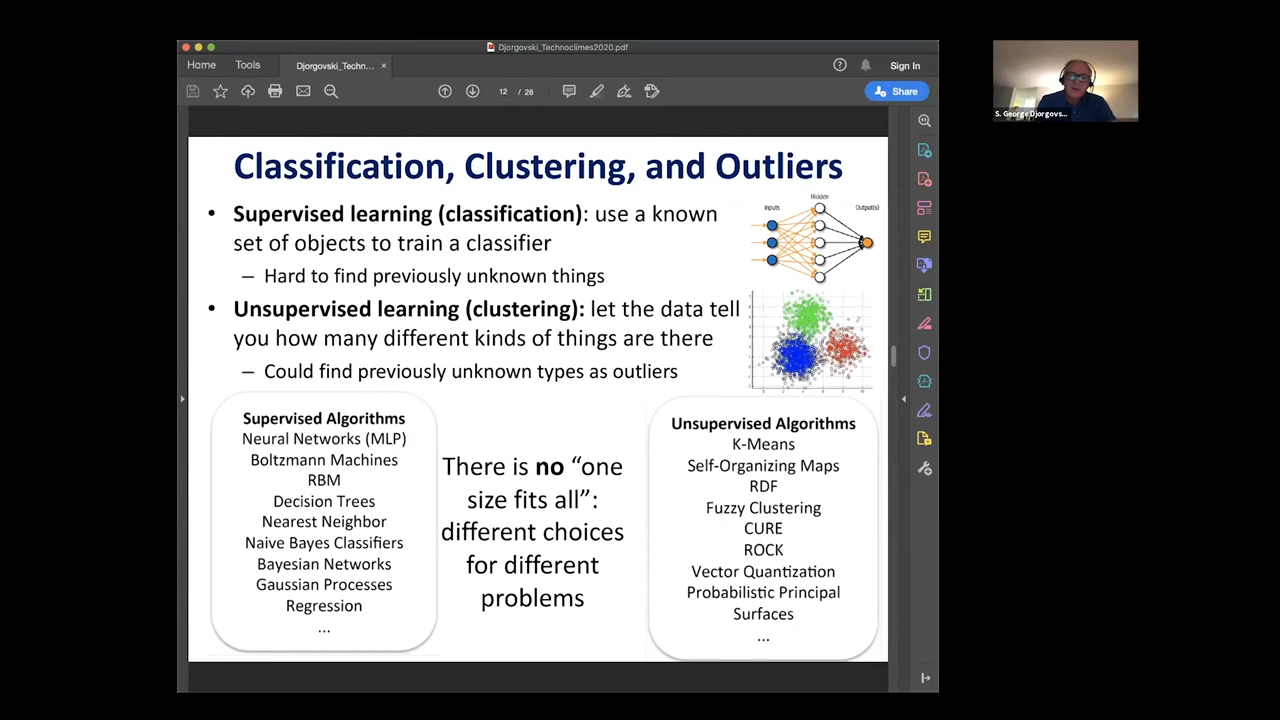 Djorgovski_Technoclimes2020.pdf
Home Tools Djorgovski_Techn... × Sign In
12 / 26 Share
S. George Djorgovs...
Classification, Clustering, and Outliers
• Supervised learning (classification): use a known
set of objects to train a classifier
– Hard to find previously unknown things
Inputs Hidden Output(s)
• Unsupervised learning (clustering): let the data tell
you how many different kinds of things are there
– Could find previously unknown types as outliers
Supervised Algorithms
Neural Networks (MLP)
Boltzmann Machines
RBM
Decision Trees
Nearest Neighbor
Naive Bayes Classifiers
Bayesian Networks
Gaussian Processes
Regression
...
There is no “one
size fits all”:
different choices
for different
problems
Unsupervised Algorithms
K-Means
Self-Organizing Maps
RDF
Fuzzy Clustering
CURE
ROCK
Vector Quantization
Probabilistic Principal
Surfaces
...